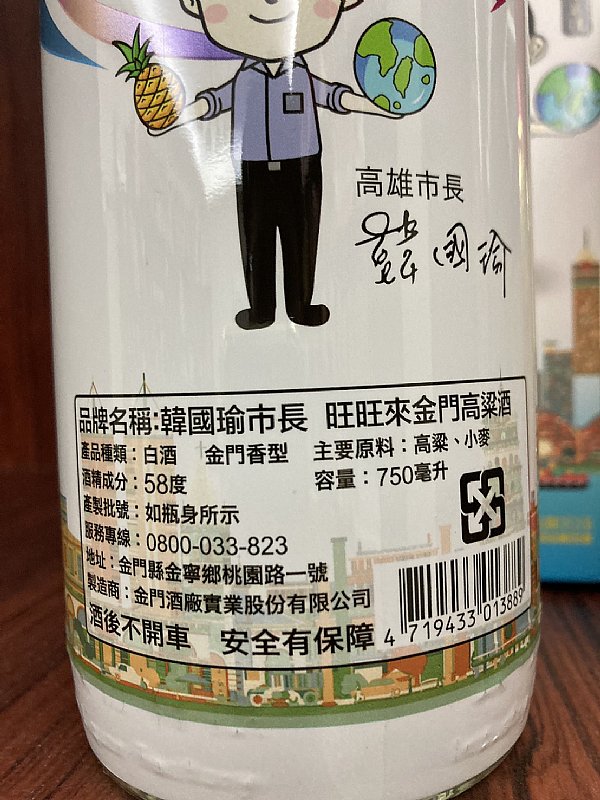 高雄市長
韓國瑜
品牌名稱:韓國瑜市長 旺旺來金門高粱酒
產品種類：白酒 金門香型 主要原料：高粱、小麥
酒精成分：58度 容量：750毫升
產製批號：如瓶身所示
服務專線：0800-033-823
地址：金門縣金寧鄉桃園路一號
製造商：金門酒廠實業股份有限公司
酒後不開車 安全有保障
4 719433 013889